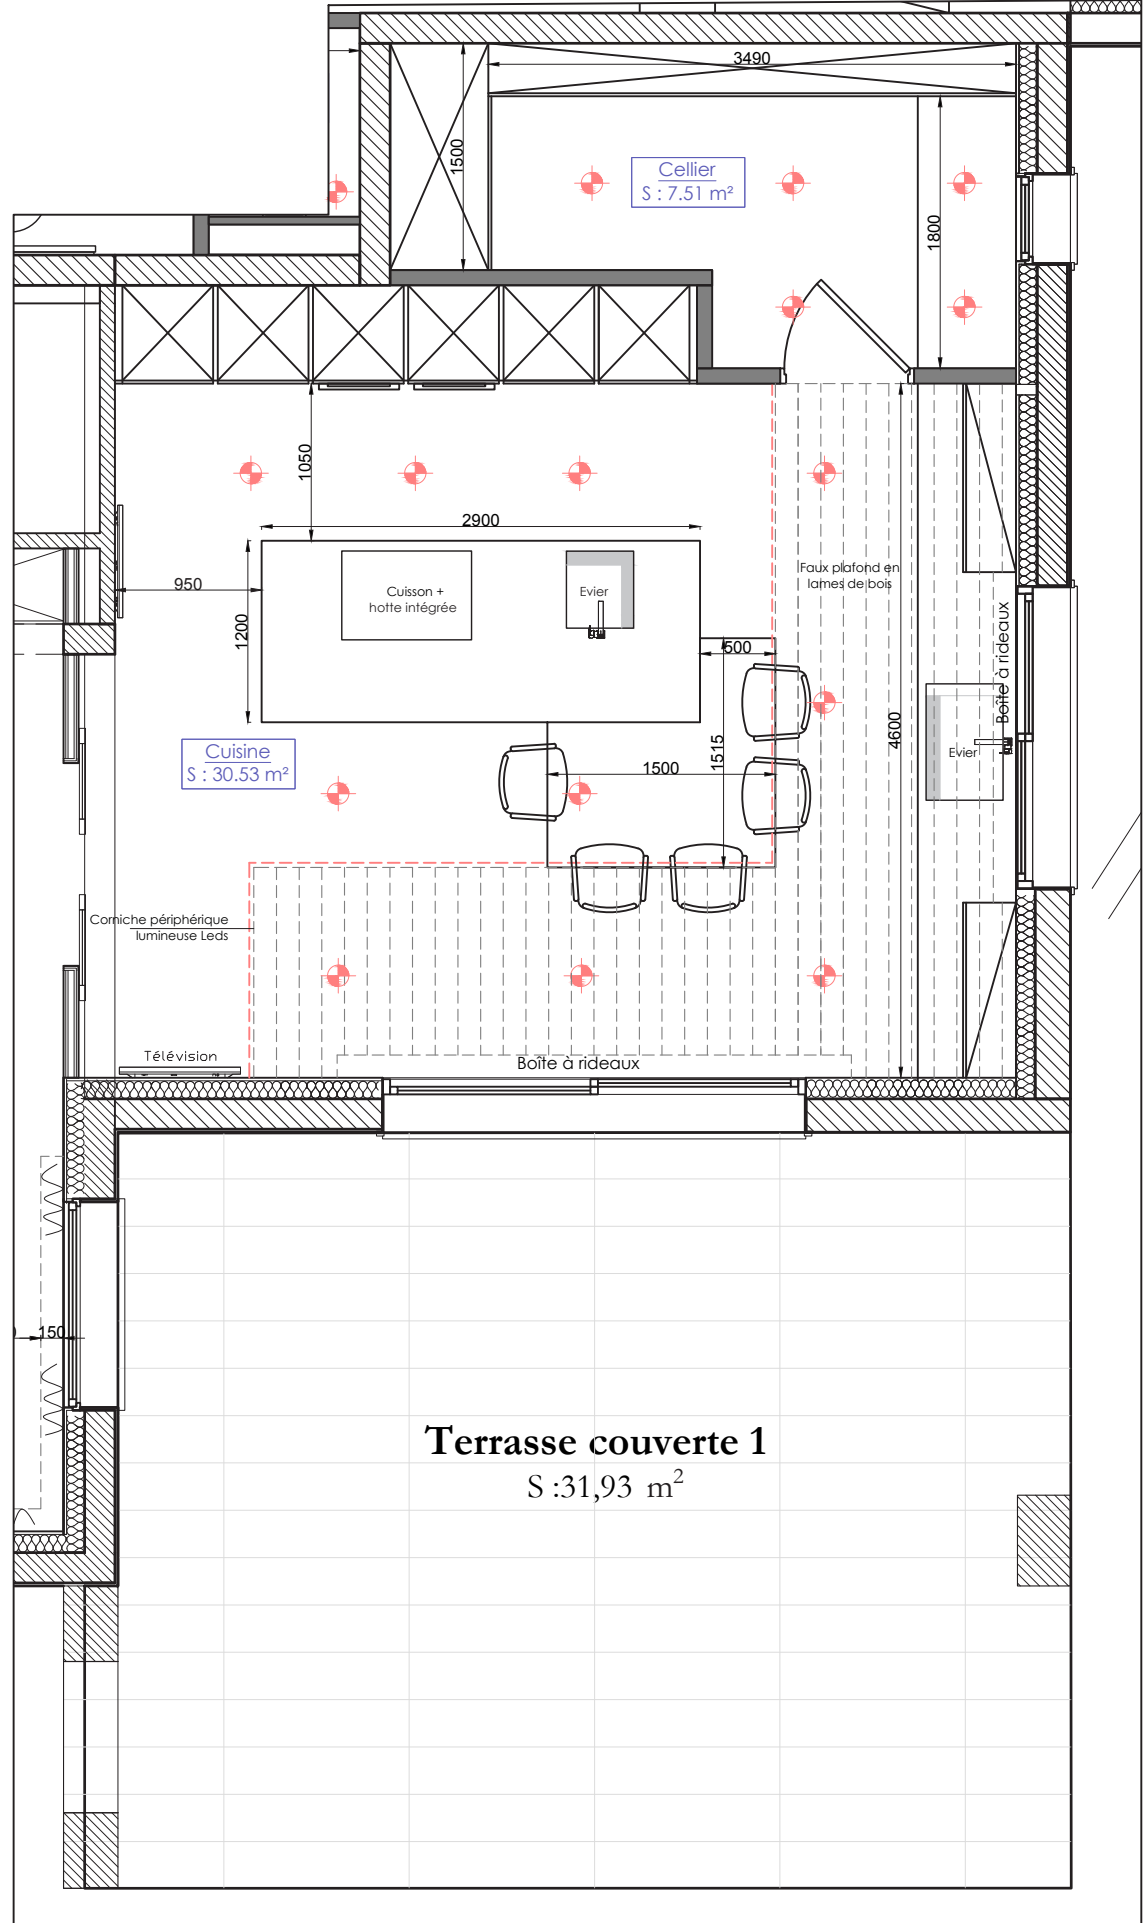 3490
1500
Cellier
S : 7.51 m²
1800
1050
2900
950
Cuisson +
hotte intégrée
Evier
1200
Faux plafond en
lames de bois
500
Boîte à rideaux
4600
Cuisine
S : 30.53 m²
1500
1515
Evier
Corniche périphérique
lumineuse Leds
Télévision
Boîte à rideaux
150
Terrasse couverte 1
S :31,93 m²